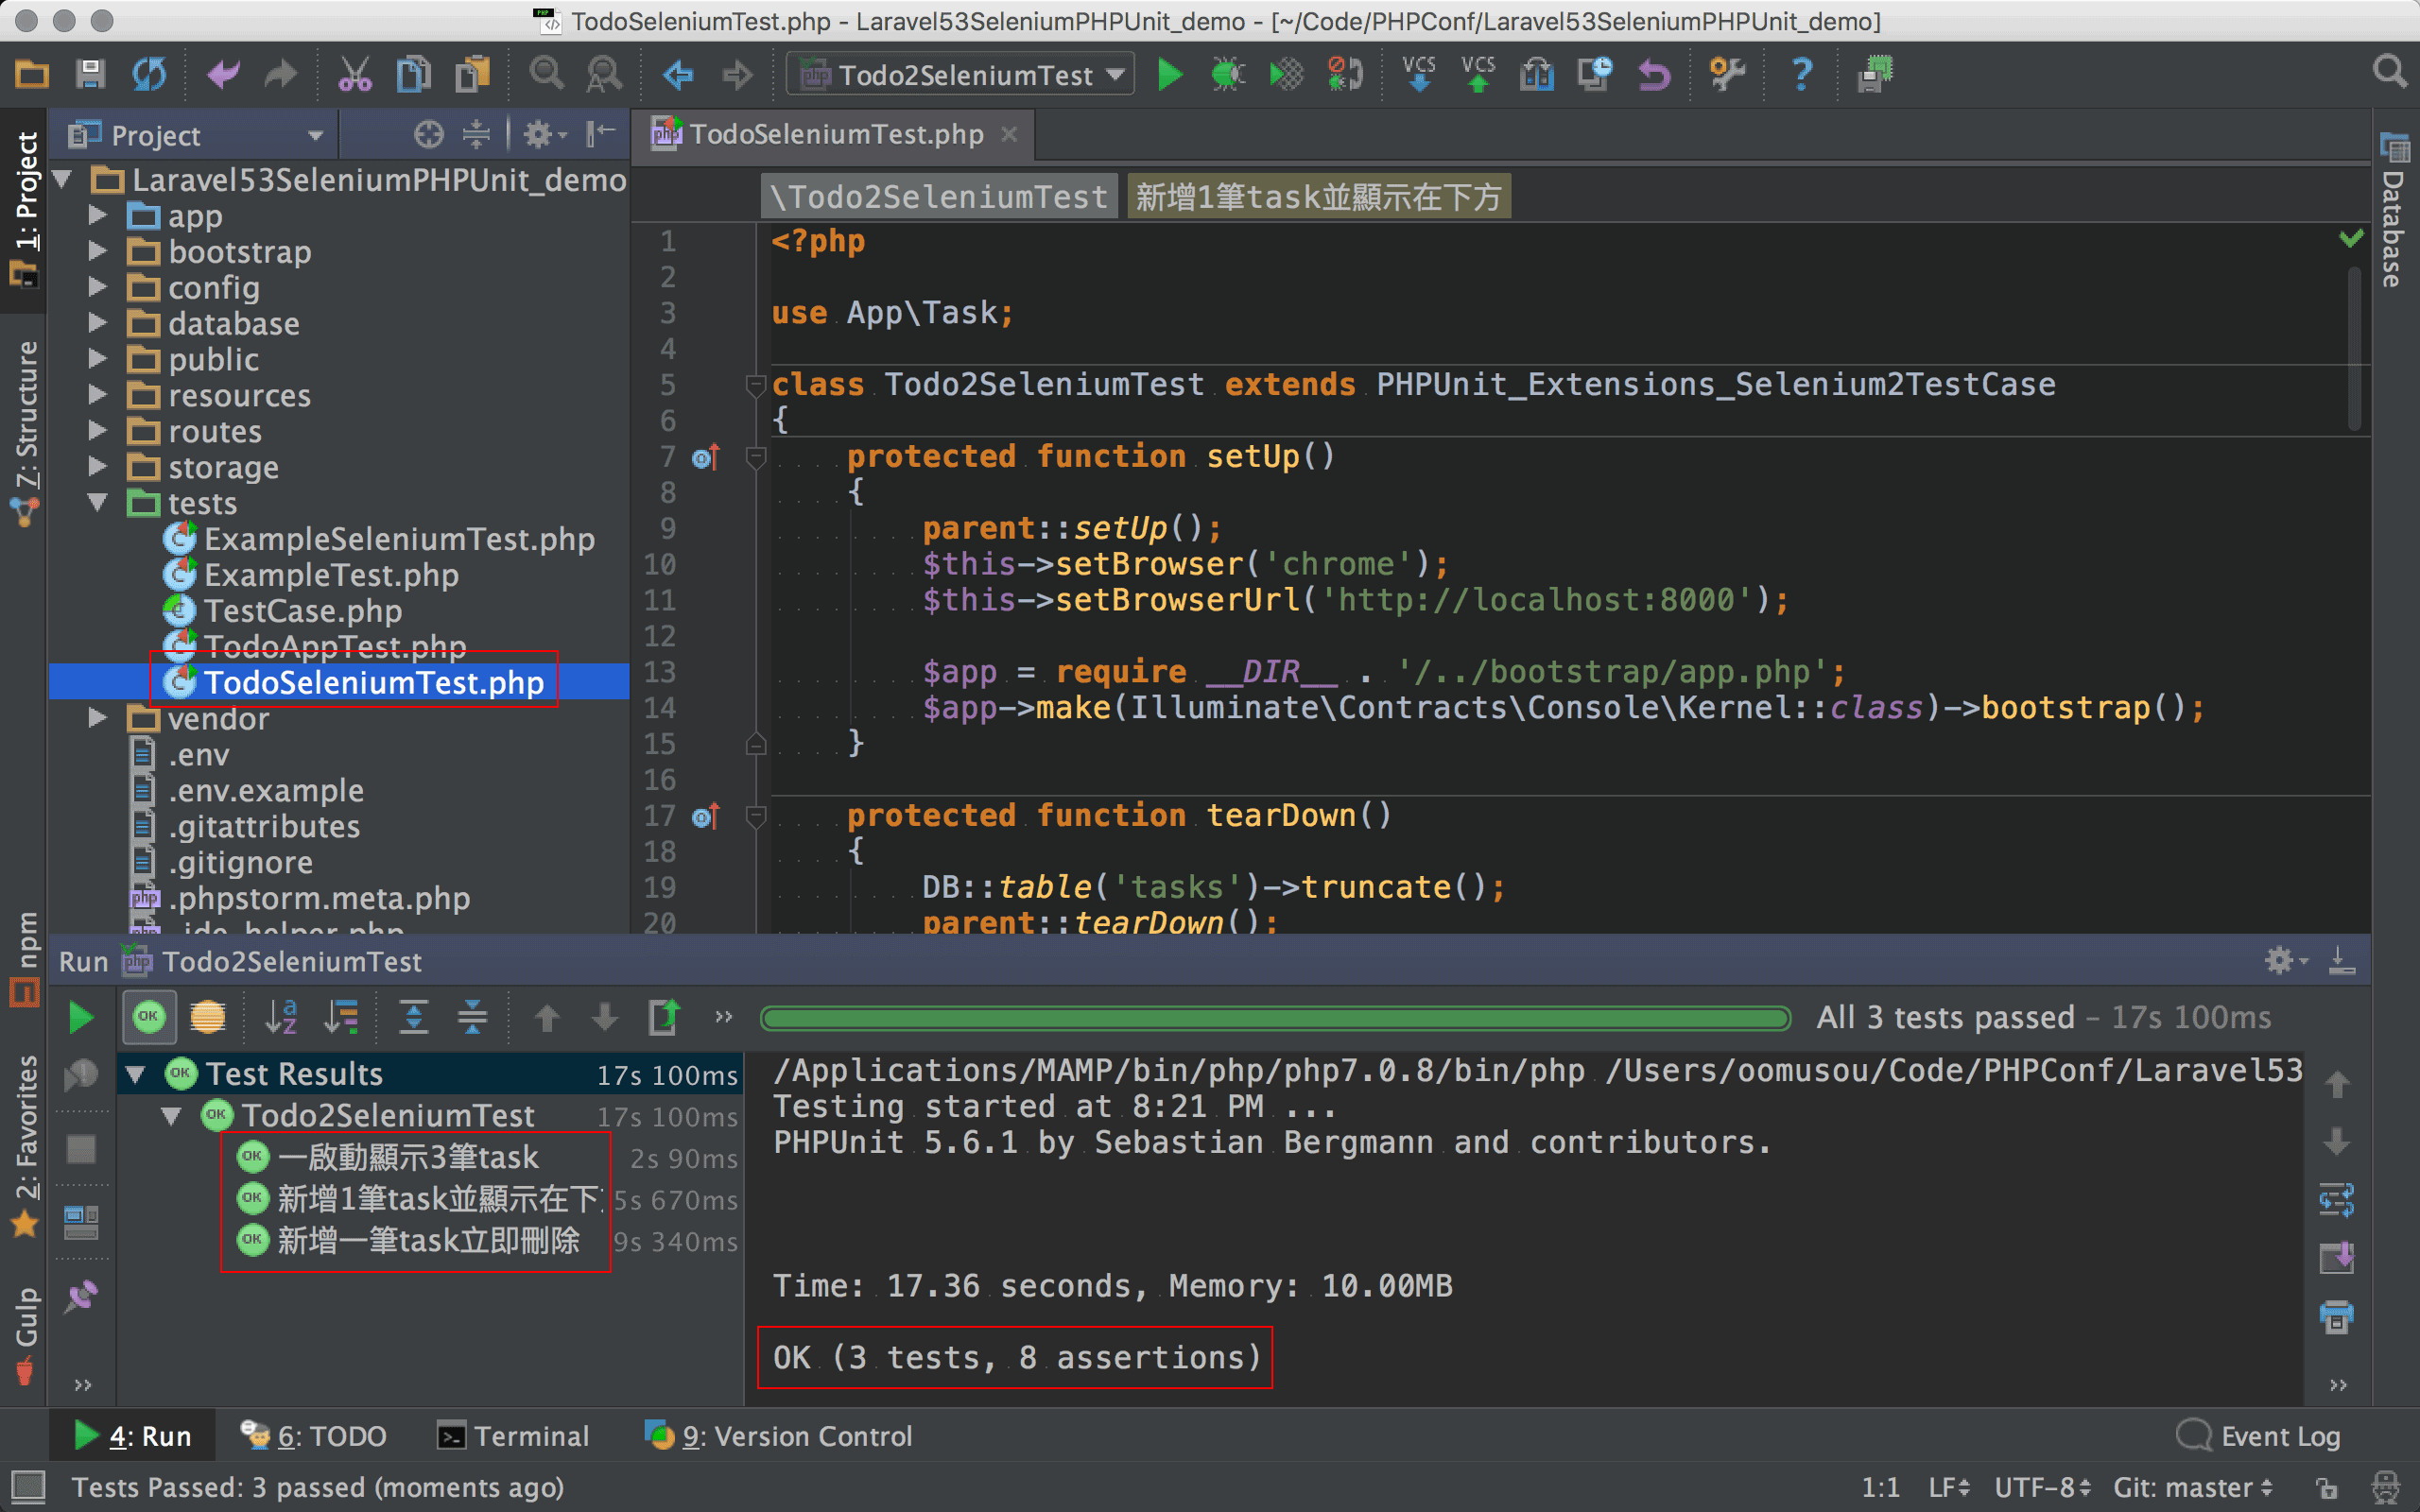 TodoSeleniumTest.php - Laravel53SeleniumPHPUnit_demo - [~/Code/PHPConf/Laravel53SeleniumPHPUnit_demo]
Todo2SeleniumTest
VCS
VCS
1: Project
7: Structure
npm
2: Favorites
Gulp
Project
Laravel53SeleniumPHPUnit_demo
app
bootstrap
config
database
public
resources
routes
storage
tests
ExampleSeleniumTest.php
ExampleTest.php
TestCase.php
TodoAppTest.php
TodoSeleniumTest.php
vendor
.env
.env.example
.gitattributes
.gitignore
.phpstorm.meta.php
_ide_helper.php
TodoSeleniumTest.php
\Todo2SeleniumTest 新增1筆task並顯示在下方
1 <?php
2
3 use App\Task;
4
5 class Todo2SeleniumTest extends PHPUnit_Extensions_Selenium2TestCase
6 {
7 protected function setUp()
8 {
9 parent::setUp();
10 $this->setBrowser('chrome');
11 $this->setBrowserUrl('http://localhost:8000');
12
13 $app = require __DIR__ . '/../bootstrap/app.php';
14 $app->make(Illuminate\Contracts\Console\Kernel::class)->bootstrap();
15 }
16
17 protected function tearDown()
18 {
19 DB::table('tasks')->truncate();
20 parent::tearDown();
Database
Run Todo2SeleniumTest
All 3 tests passed – 17s 100ms
Test Results 17s 100ms
Todo2SeleniumTest 17s 100ms
一啟動顯示3筆task 2s 90ms
新增1筆task並顯示在下 5s 670ms
新增一筆task立即刪除 9s 340ms
/Applications/MAMP/bin/php/php7.0.8/bin/php /Users/oomusou/Code/PHPConf/Laravel53
Testing started at 8:21 PM ...
PHPUnit 5.6.1 by Sebastian Bergmann and contributors.
Time: 17.36 seconds, Memory: 10.00MB
OK (3 tests, 8 assertions)
4: Run
6: TODO
Terminal
9: Version Control
Event Log
Tests Passed: 3 passed (moments ago)
1:1 LF UTF-8 Git: master